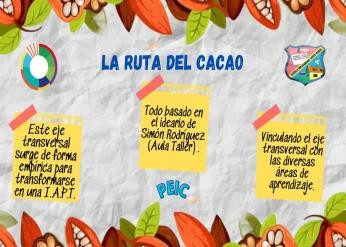 LA RUTA DEL CACAO
Este eje
transversal
surge de forma
empírica para
transformarse
en una I.A.P.T.
Todo basado en
el ideario de
Simón Rodríguez
(Aula Taller).
Vinculando el eje
transversal con
las diversas
áreas de
aprendizaje.
PEIC